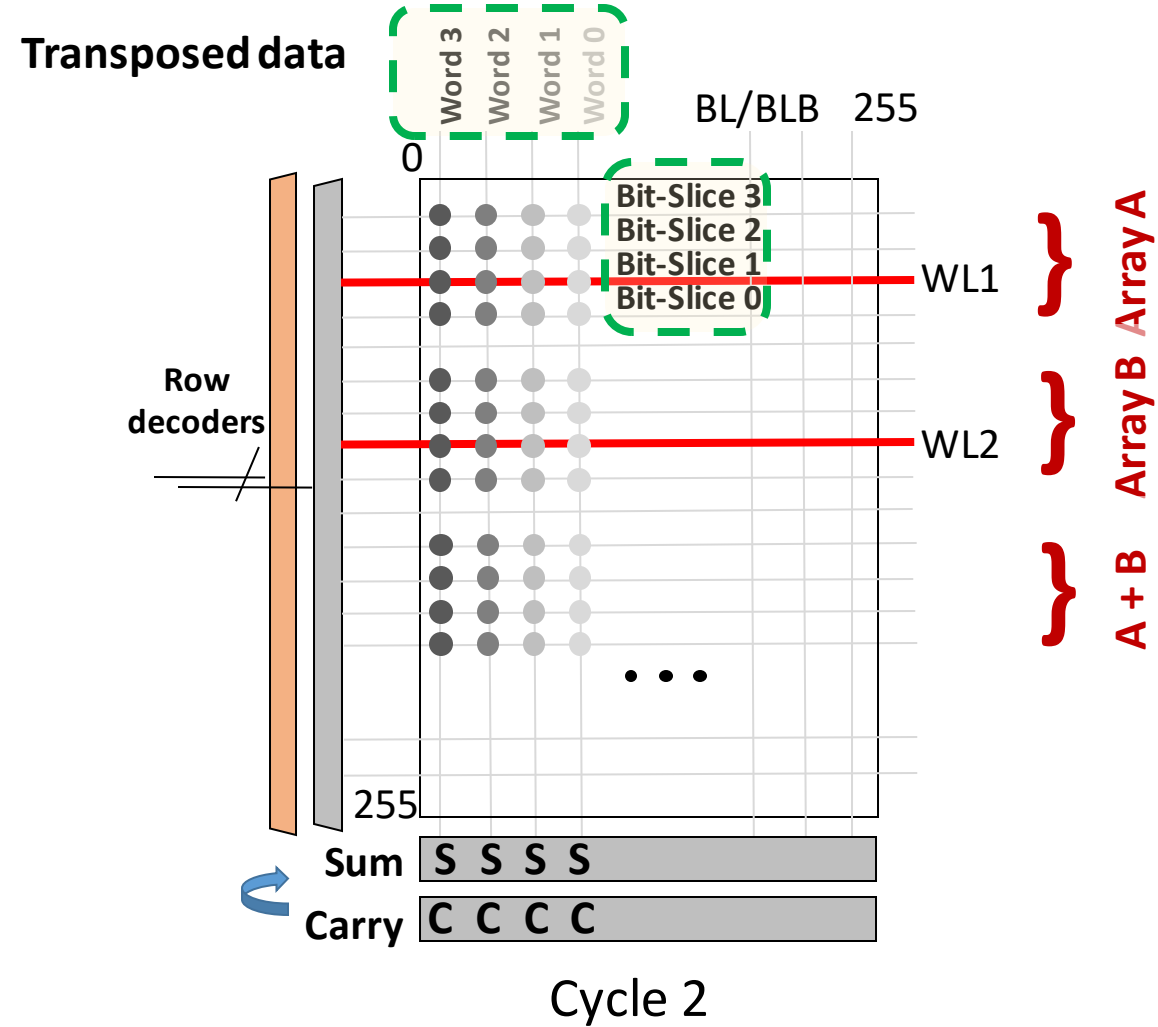 Transposed data
Word 3
Word 2
Word 1
Word 0
BL/BLB 255
0
Bit-Slice 3
Bit-Slice 2
Bit-Slice 1
Bit-Slice 0
WL1
Array A
Row
decoders
WL2
Array B
A + B
255
Sum S S S S
Carry C C C C
Cycle 2